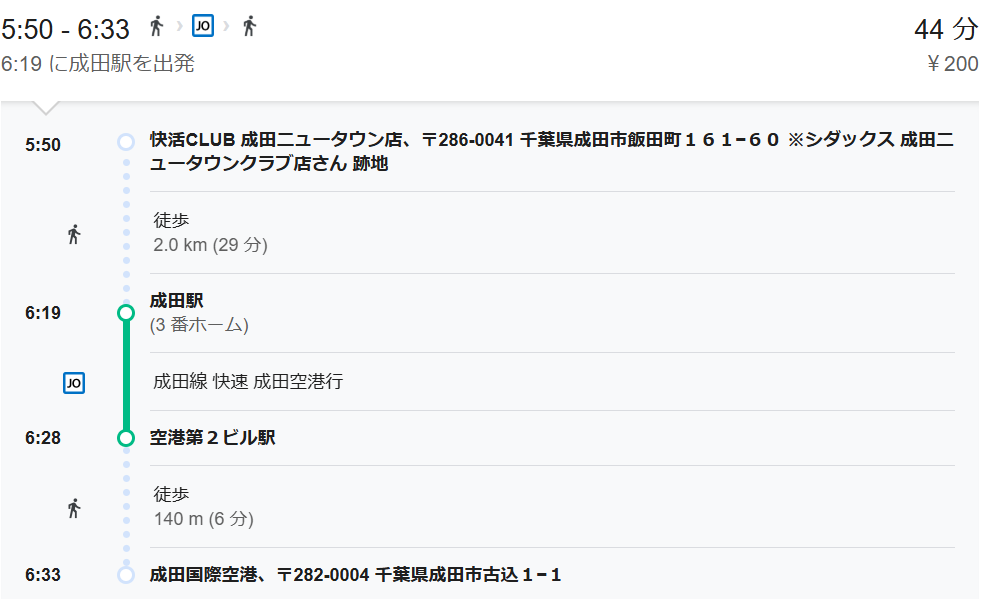 5:50 - 6:33 JO 44 分
6:19 に成田駅を出発 ￥200
5:50 快活CLUB 成田ニュータウン店、〒286-0041 千葉県成田市飯田町１６１−６０ ※シダックス 成田ニ
ュータウンクラブ店さん 跡地
徒歩
2.0 km (29 分)
6:19 成田駅
(3 番ホーム)
JO 成田線 快速 成田空港行
6:28 空港第２ビル駅
徒歩
140 m (6 分)
6:33 成田国際空港、〒282-0004 千葉県成田市古込１−１